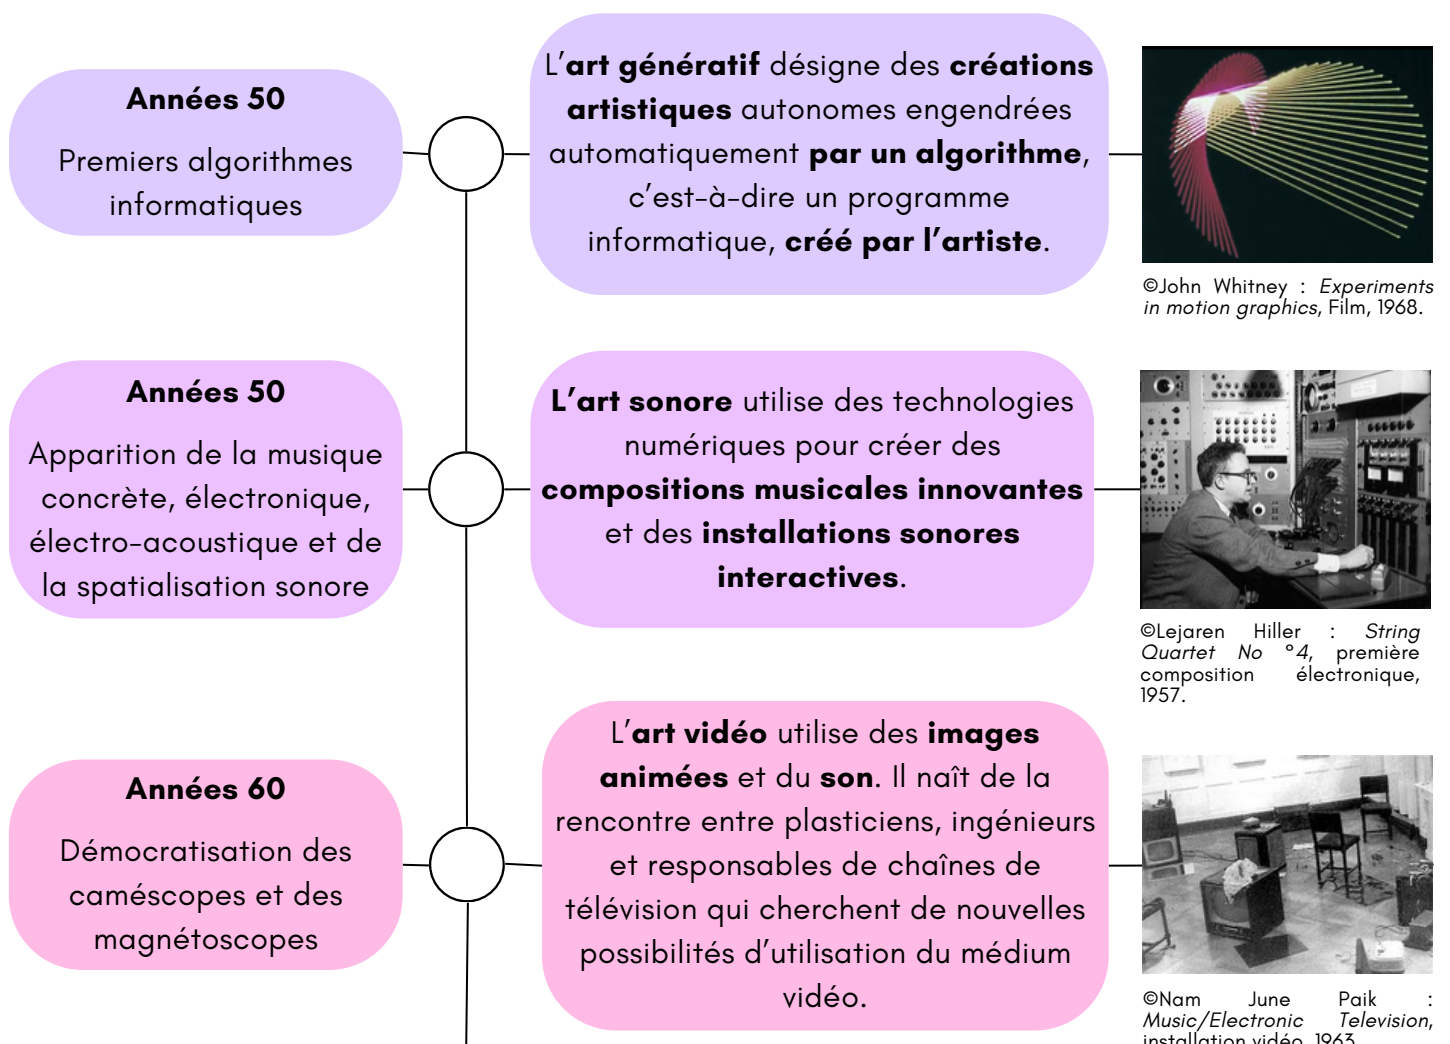 Années 50
Premiers algorithmes
informatiques
L'art génératif désigne des créations
artistiques autonomes engendrées
automatiquement par un algorithme,
c'est-à-dire un programme
informatique, créé par l'artiste.
©John Whitney : Experiments
in motion graphics, Film, 1968.
Années 50
Apparition de la musique
concrète, électronique,
électro-acoustique et de
la spatialisation sonore
L'art sonore utilise des technologies
numériques pour créer des
compositions musicales innovantes
et des installations sonores
interactives.
©Lejaren Hiller : String
Quartet No °4, première
composition électronique,
1957.
Années 60
Démocratisation des
caméscopes et des
magnétoscopes
L'art vidéo utilise des images
animées et du son. Il naît de la
rencontre entre plasticiens, ingénieurs
et responsables de chaînes de
télévision qui cherchent de nouvelles
possibilités d'utilisation du médium
vidéo.
©Nam June Paik :
Music/Electronic Television,
installation vidéo, 1963